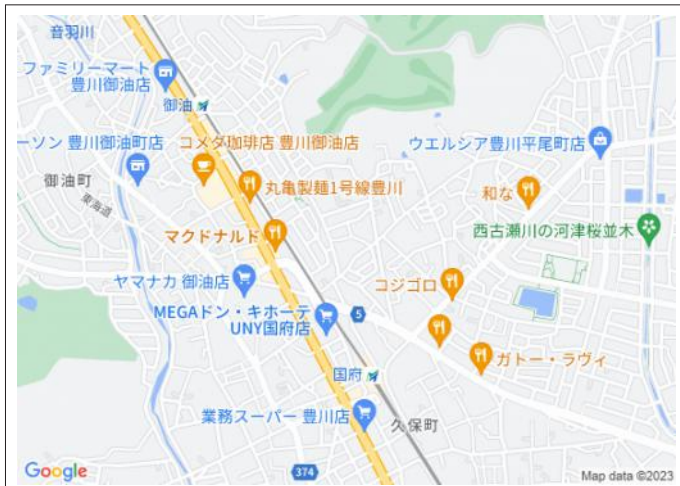 音羽川
ファミリーマート
豊川御油店
御油
ーソン 豊川御油町店
コメダ珈琲店 豊川御油店
ウエルシア豊川平尾町店
御油町
東海道
丸亀製麺1号線豊川
和な
マクドナルド
西古瀬川の河津桜並木
ヤマナカ 御油店
コジゴロ
MEGAドン・キホーテ
UNY国府店
5
ガトー・ラヴィ
国府
業務スーパー 豊川店
久保町
374
Google
Map data ©2023